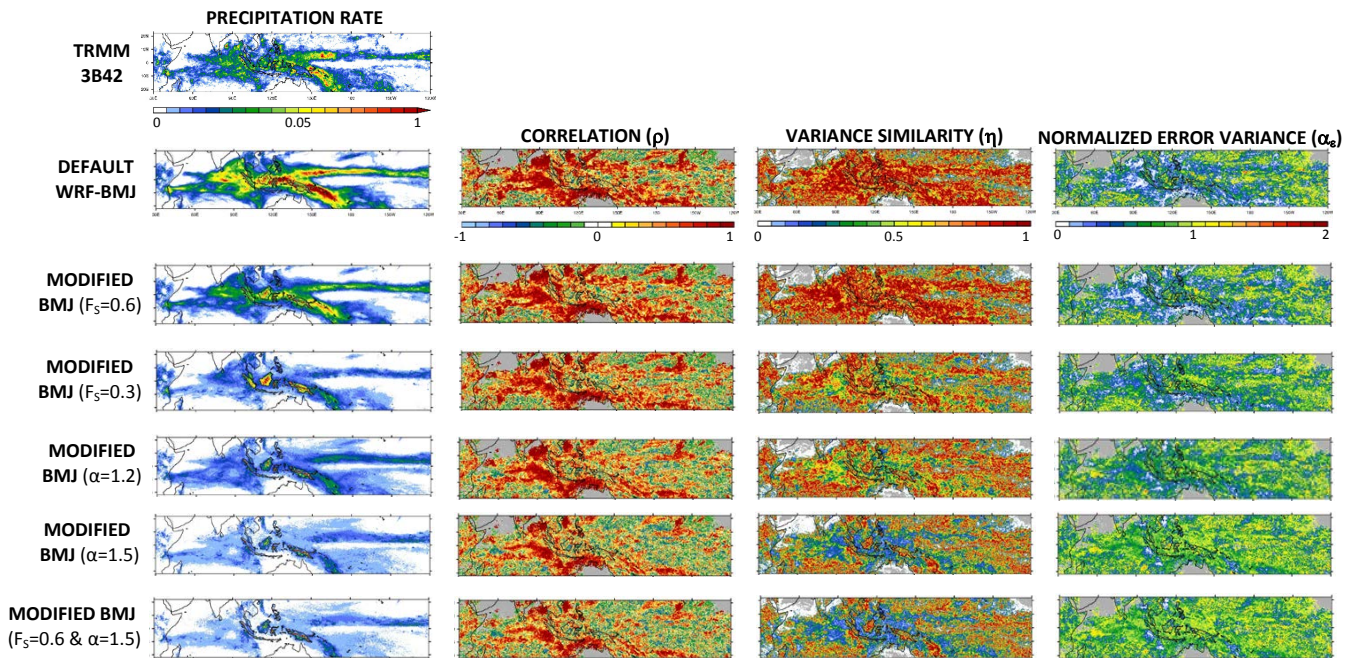 PRECIPITATION RATE
TRMM
3B42
0 0.05 1
CORRELATION (ρ)
VARIANCE SIMILARITY (η)
NORMALIZED ERROR VARIANCE (αε)
DEFAULT
WRF-BMJ
-1 0 1
0 0.5 1
0 1 2
MODIFIED
BMJ (FS=0.6)
MODIFIED
BMJ (FS=0.3)
MODIFIED
BMJ (α=1.2)
MODIFIED
BMJ (α=1.5)
MODIFIED BMJ
(FS=0.6 & α=1.5)